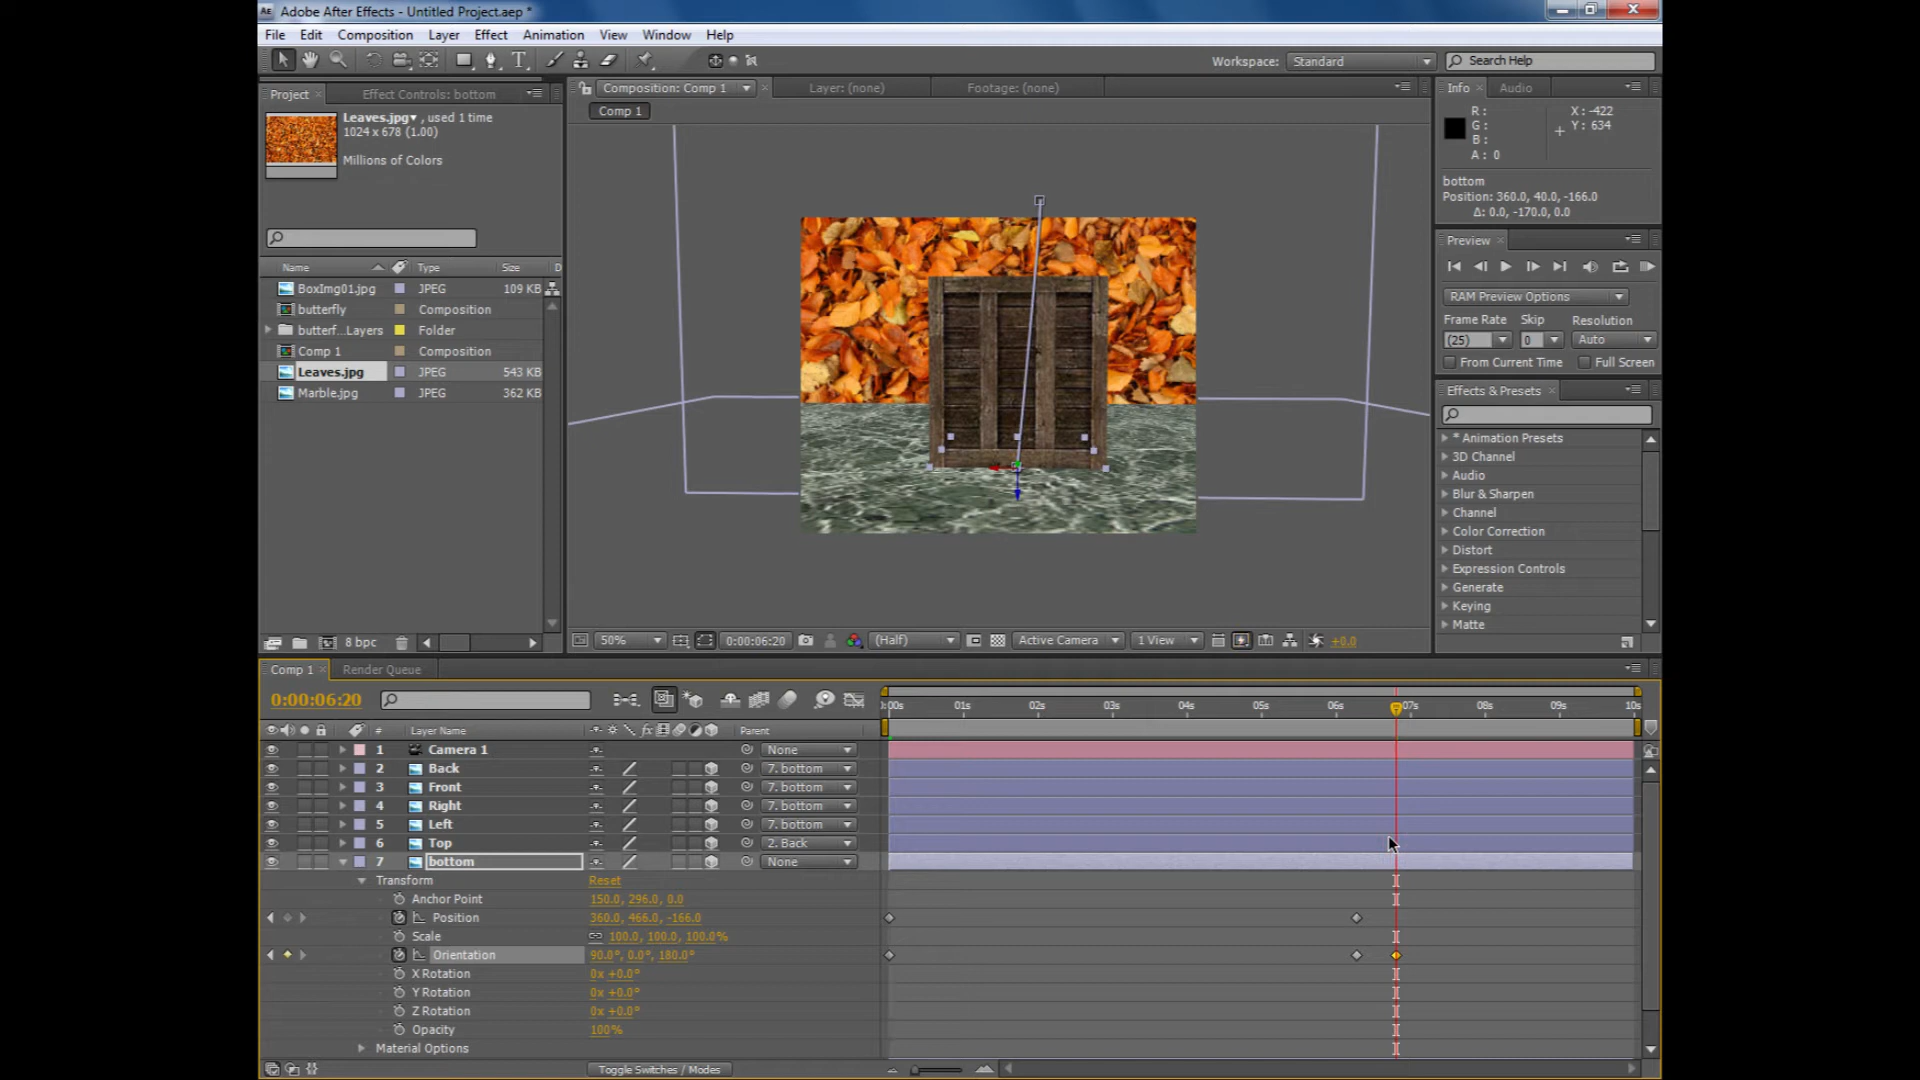 Adobe After Effects - Untitled Project.aep *
File Edit Composition Layer Effect Animation View Window Help
Workspace: Standard Search Help
Project Effect Controls: bottom
Leaves.jpg , used 1 time
1024 x 678 (1.00)
Millions of Colors
Name Type Size D
BoxImg01.jpg JPEG 109 KB
butterfly Composition
butterf...Layers Folder
Comp 1 Composition
Leaves.jpg JPEG 543 KB
Marble.jpg JPEG 362 KB
8 bpc
Composition: Comp 1 Layer: (none) Footage: (none)
Comp 1
50% 0:00:06:20 (Half) Active Camera 1 View +0.0
Info Audio
R: X: -422
G: Y: 634
B:
A: 0
bottom
Position: 360.0, 40.0, -166.0
Δ: 0.0, -170.0, 0.0
Preview
RAM Preview Options
Frame Rate Skip Resolution
(25) 0 Auto
From Current Time Full Screen
Effects & Presets
* Animation Presets
3D Channel
Audio
Blur & Sharpen
Channel
Color Correction
Distort
Expression Controls
Generate
Keying
Matte
Comp 1 Render Queue
0:00:06:20
:00s 01s 02s 03s 04s 05s 06s 07s 08s 09s 10s
# Layer Name fx Parent
1 Camera 1 None
2 Back 7. bottom
3 Front 7. bottom
4 Right 7. bottom
5 Left 7. bottom
6 Top 2. Back
7 bottom None
Transform Reset
Anchor Point 150.0, 296.0, 0.0
Position 360.0, 466.0, -166.0
Scale 100.0, 100.0, 100.0%
Orientation 90.0°, 0.0°, 180.0°
X Rotation 0x +0.0°
Y Rotation 0x +0.0°
Z Rotation 0x +0.0°
Opacity 100%
Material Options
Toggle Switches / Modes